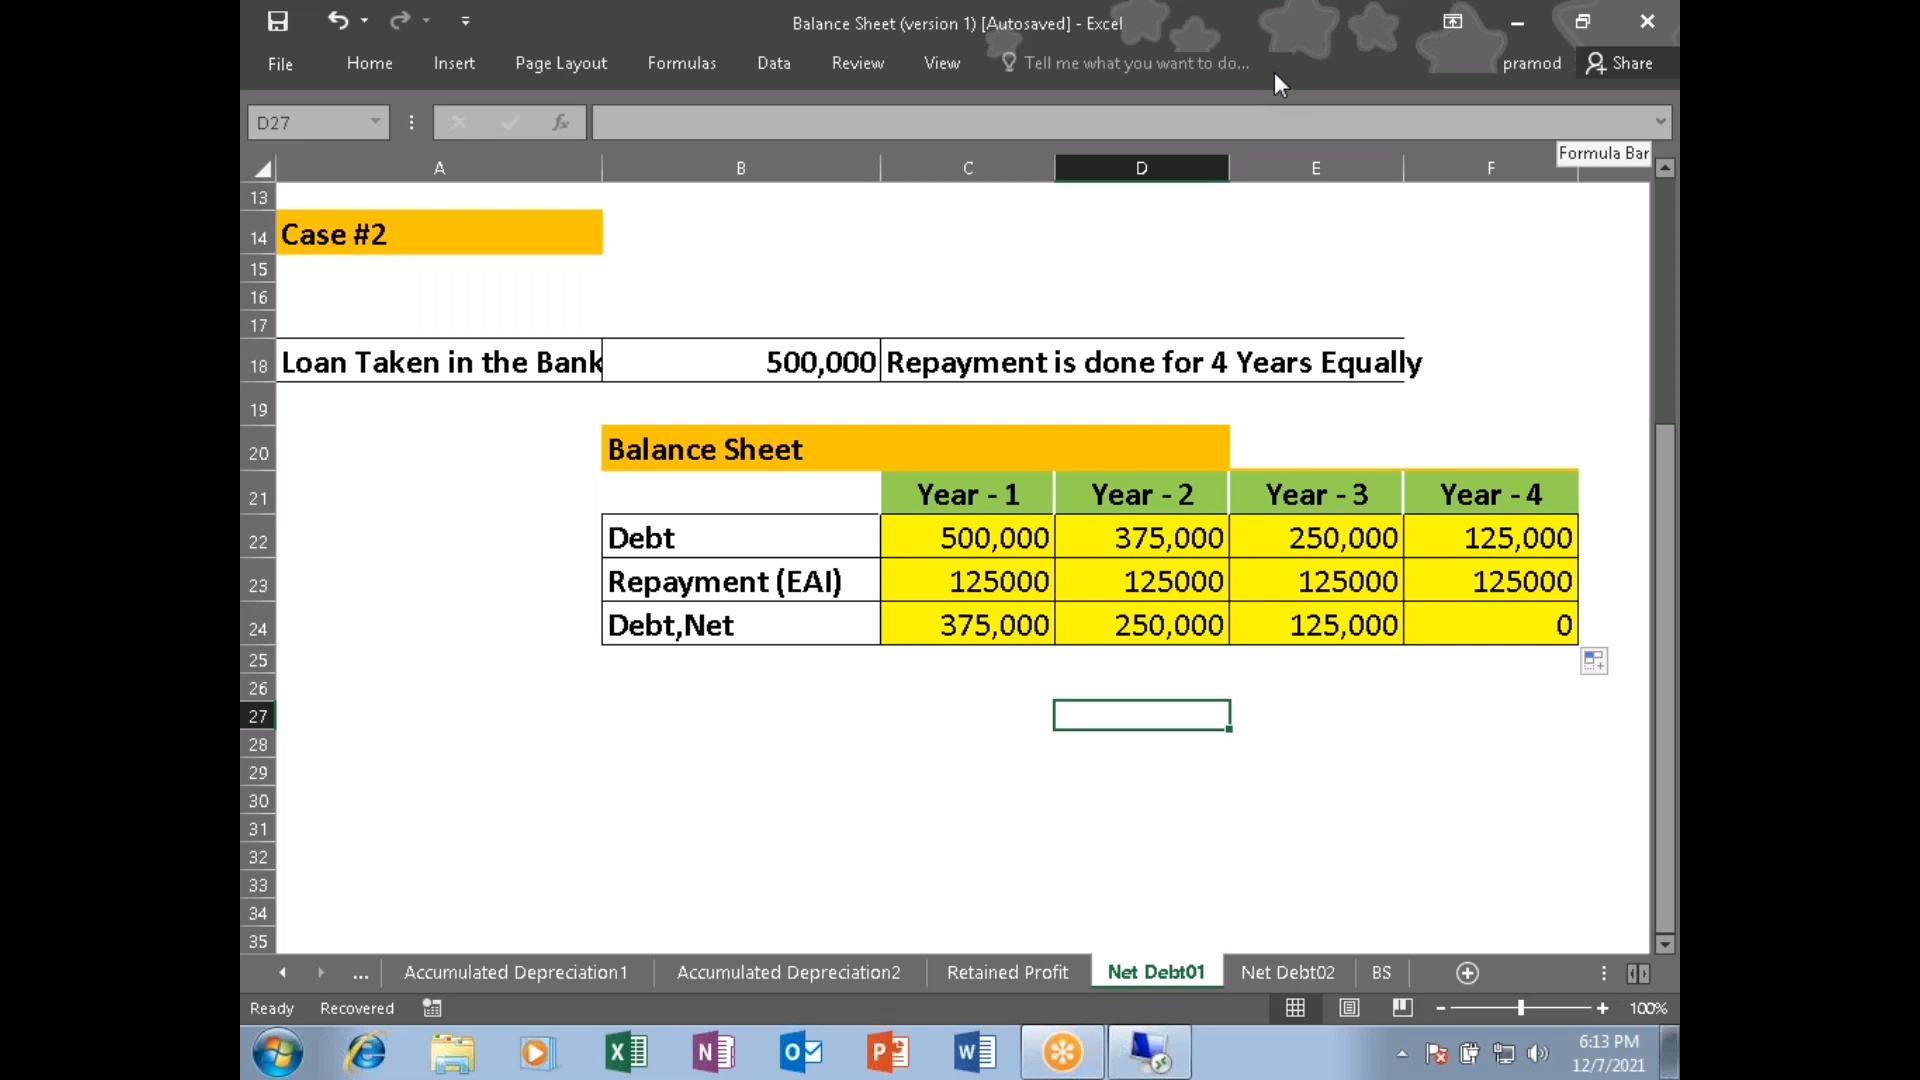 Balance Sheet (version 1) [Autosaved] - Excel
File Home Insert Page Layout Formulas Data Review View Tell me what you want to do... pramod Share
D27 fx
Formula Bar
A B C D E F
13
14 Case #2
15
16
17
18 Loan Taken in the Bank 500,000 Repayment is done for 4 Years Equally
19
20 Balance Sheet
21 Year - 1 Year - 2 Year - 3 Year - 4
22 Debt 500,000 375,000 250,000 125,000
23 Repayment (EAI) 125000 125000 125000 125000
24 Debt,Net 375,000 250,000 125,000 0
25
26
27
28
29
30
31
32
33
34
35
... Accumulated Depreciation1 Accumulated Depreciation2 Retained Profit Net Debt01 Net Debt02 BS
Ready Recovered 100%
6:13 PM
12/7/2021